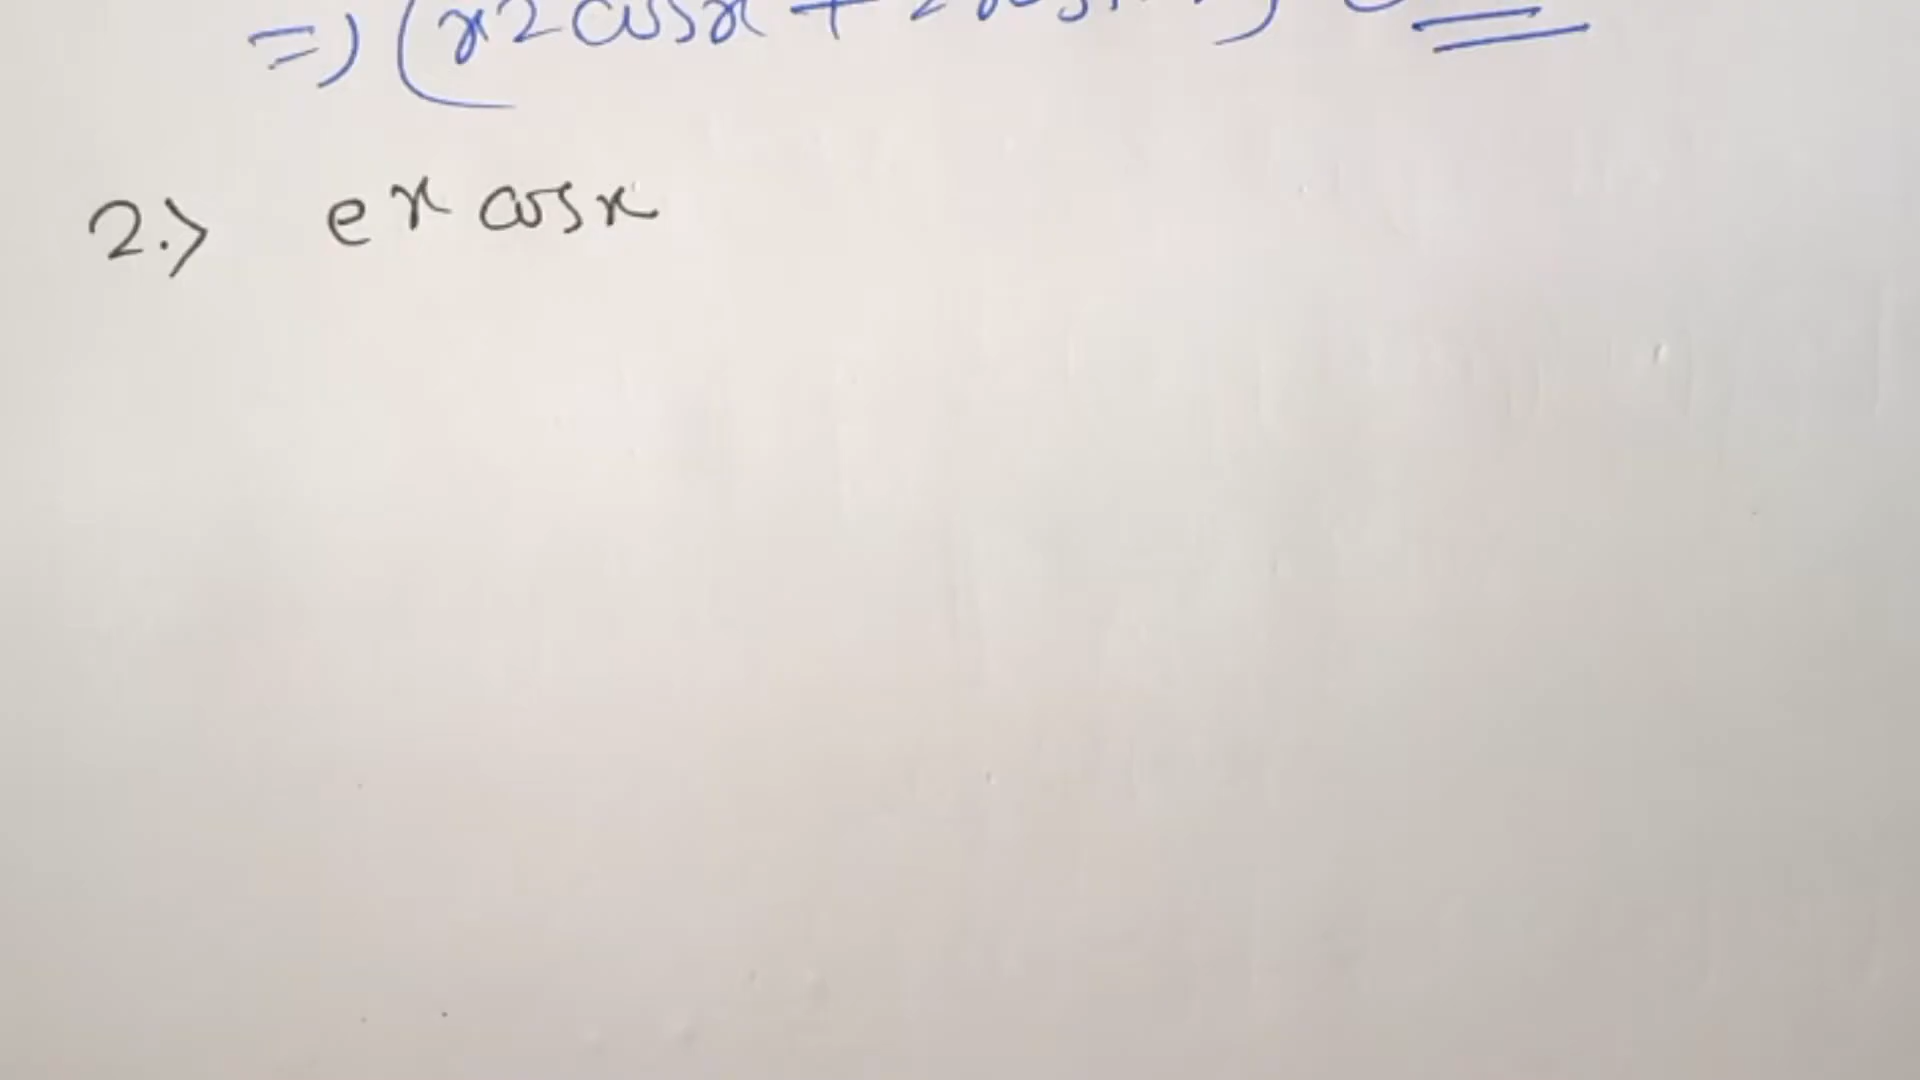 =) (x2 cosx +
2.> e^x cosx